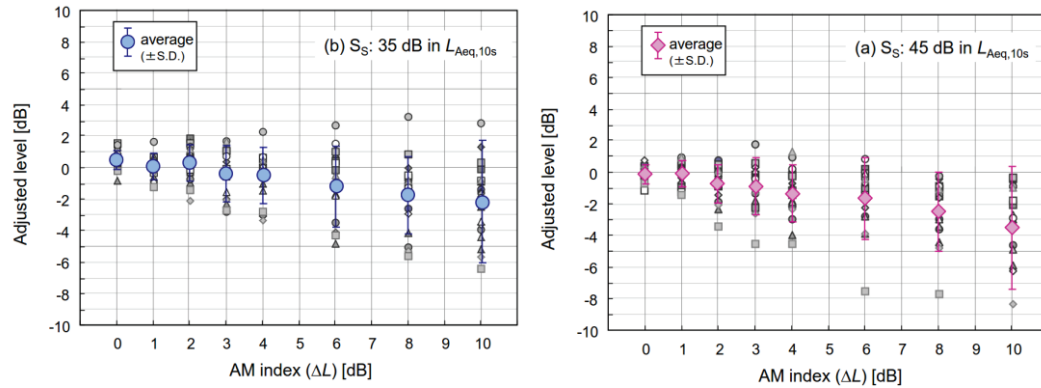 10
8
6
4
2
0
-2
-4
-6
-8
-10
Adjusted level [dB]
average
(±S.D.)
(b) SS: 35 dB in LAeq,10s
0 1 2 3 4 5 6 7 8 9 10
AM index (ΔL) [dB]
10
8
6
4
2
0
-2
-4
-6
-8
-10
Adjusted level [dB]
average
(±S.D.)
(a) SS: 45 dB in LAeq,10s
0 1 2 3 4 5 6 7 8 9 10
AM index (ΔL) [dB]